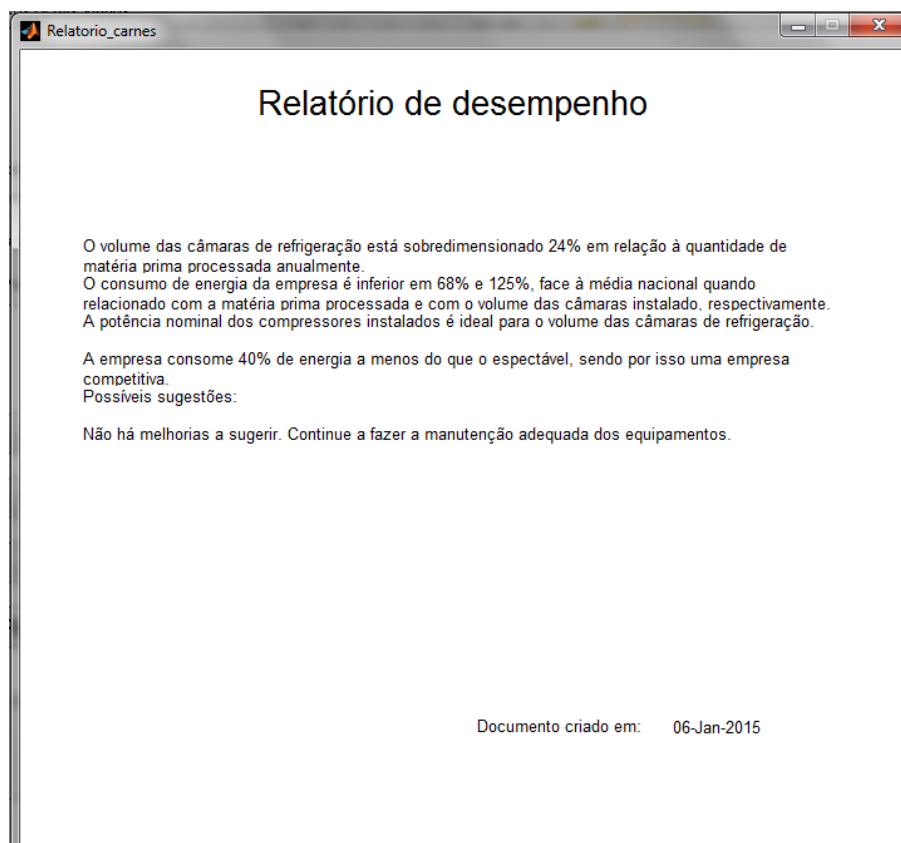 Relatorio_carnes
Relatório de desempenho
O volume das câmaras de refrigeração está sobredimensionado 24% em relação à quantidade de
matéria prima processada anualmente.
O consumo de energia da empresa é inferior em 68% e 125%, face à média nacional quando
relacionado com a matéria prima processada e com o volume das câmaras instalado, respectivamente.
A potência nominal dos compressores instalados é ideal para o volume das câmaras de refrigeração.
A empresa consome 40% de energia a menos do que o espectável, sendo por isso uma empresa
competitiva.
Possíveis sugestões:
Não há melhorias a sugerir. Continue a fazer a manutenção adequada dos equipamentos.
Documento criado em: 06-Jan-2015